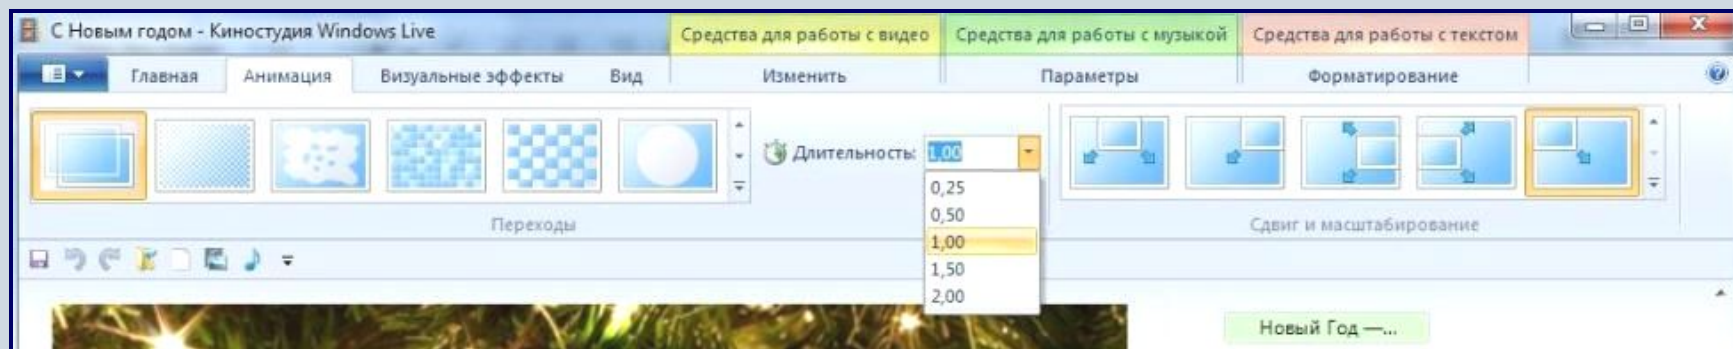 С Новым годом - Киностудия Windows Live
Средства для работы с видео
Средства для работы с музыкой
Средства для работы с текстом
Главная
Анимация
Визуальные эффекты
Вид
Изменить
Параметры
Форматирование
Длительность: 1,00
0,25
0,50
1,00
1,50
2,00
Переходы
Сдвиг и масштабирование
Новый Год —...